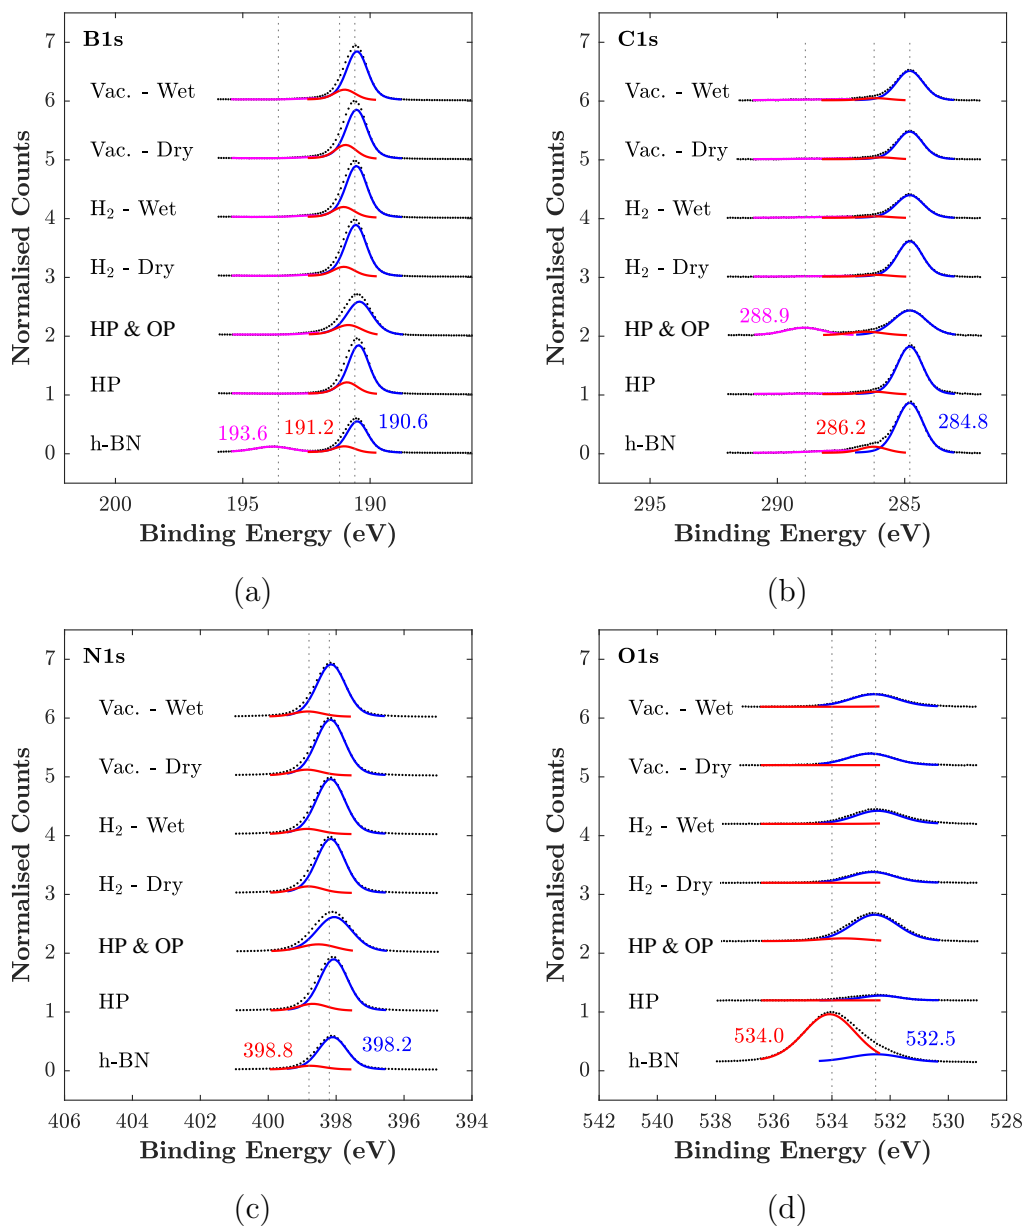 B1s
Normalised Counts
7
6
5
4
3
2
1
0
Vac. - Wet
Vac. - Dry
H₂ - Wet
H₂ - Dry
HP & OP
HP
h-BN
193.6
191.2
190.6
200
195
190
Binding Energy (eV)
(a)
C1s
Normalised Counts
7
6
5
4
3
2
1
0
Vac. - Wet
Vac. - Dry
H₂ - Wet
H₂ - Dry
HP & OP
288.9
HP
h-BN
286.2
284.8
295
290
285
Binding Energy (eV)
(b)
N1s
Normalised Counts
7
6
5
4
3
2
1
0
Vac. - Wet
Vac. - Dry
H₂ - Wet
H₂ - Dry
HP & OP
HP
h-BN
398.8
398.2
406
404
402
400
398
396
394
Binding Energy (eV)
(c)
O1s
Normalised Counts
7
6
5
4
3
2
1
0
Vac. - Wet
Vac. - Dry
H₂ - Wet
H₂ - Dry
HP & OP
HP
h-BN
534.0
532.5
542
540
538
536
534
532
530
528
Binding Energy (eV)
(d)